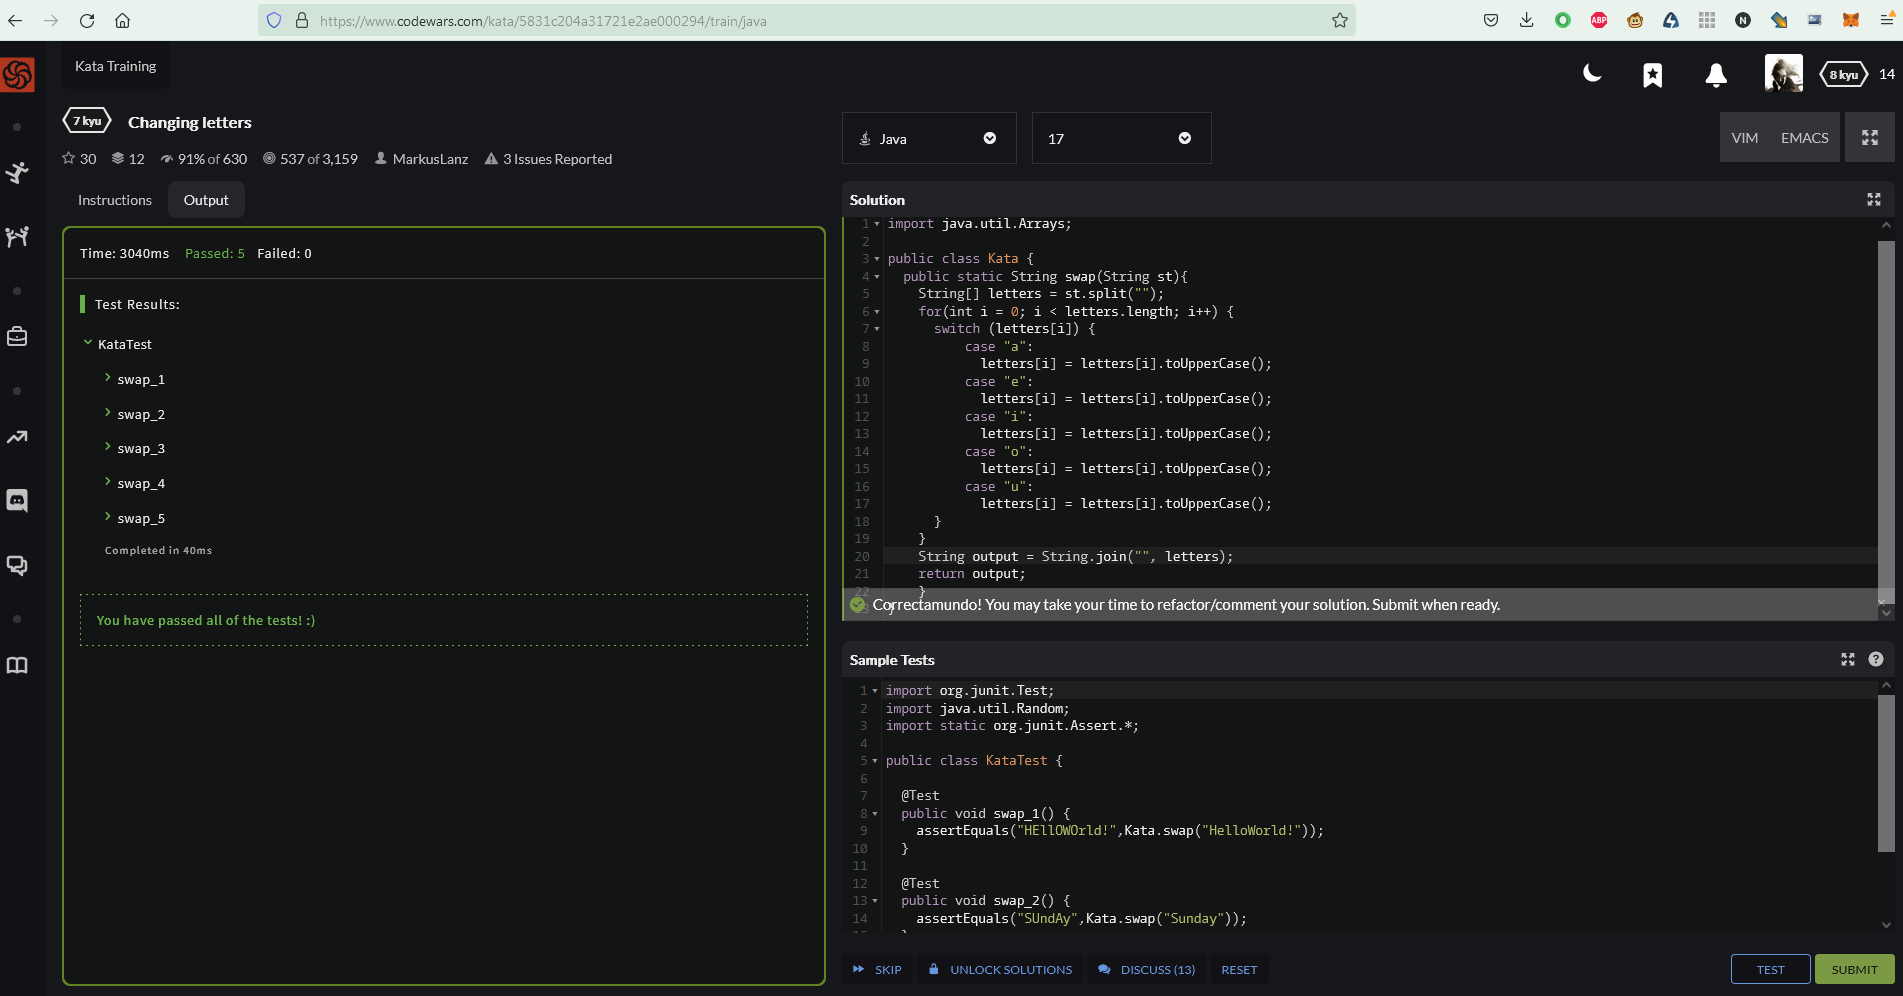 https://www.codewars.com/kata/5831c204a31721e2ae000294/train/java
ABP
N
Kata Training
8 kyu
14
7 kyu
Changing letters
30
12
91% of 630
537 of 3,159
MarkusLanz
3 Issues Reported
Java
17
VIM
EMACS
Instructions
Output
Time: 3040ms Passed: 5 Failed: 0
Test Results:
KataTest
swap_1
swap_2
swap_3
swap_4
swap_5
Completed in 40ms
You have passed all of the tests! :)
Solution
1 import java.util.Arrays;
2
3 public class Kata {
4 public static String swap(String st){
5 String[] letters = st.split("");
6 for(int i = 0; i < letters.length; i++) {
7 switch (letters[i]) {
8 case "a":
9 letters[i] = letters[i].toUpperCase();
10 case "e":
11 letters[i] = letters[i].toUpperCase();
12 case "i":
13 letters[i] = letters[i].toUpperCase();
14 case "o":
15 letters[i] = letters[i].toUpperCase();
16 case "u":
17 letters[i] = letters[i].toUpperCase();
18 }
19 }
20 String output = String.join("", letters);
21 return output;
22 }
23 }
Correctamundo! You may take your time to refactor/comment your solution. Submit when ready.
Sample Tests
1 import org.junit.Test;
2 import java.util.Random;
3 import static org.junit.Assert.*;
4
5 public class KataTest {
6
7 @Test
8 public void swap_1() {
9 assertEquals("HEllOWOrld!",Kata.swap("HelloWorld!"));
10 }
11
12 @Test
13 public void swap_2() {
14 assertEquals("SUndAy",Kata.swap("Sunday"));
SKIP
UNLOCK SOLUTIONS
DISCUSS (13)
RESET
TEST
SUBMIT